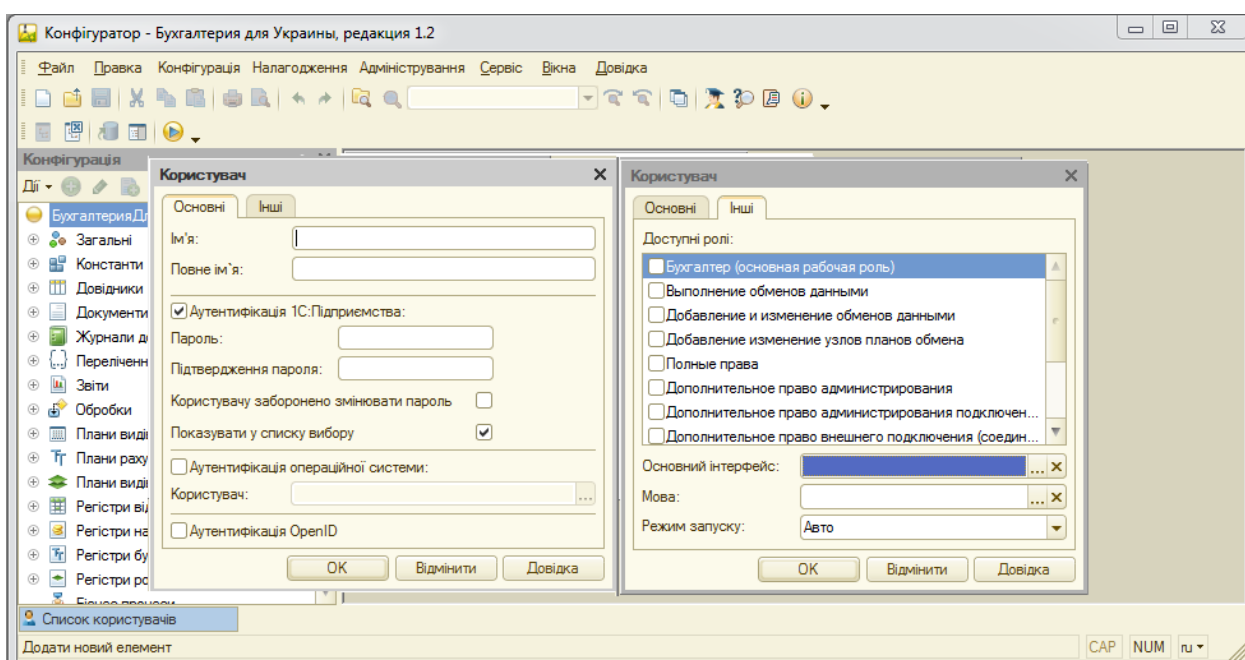 Конфігуратор - Бухгалтерия для Украины, редакция 1.2
Файл Правка Конфігурація Налагодження Адміністрування Сервіс Вікна Довідка
Конфігурація
Дії
БухгалтерияДл
Загальні
Константи
Довідники
Документи
Журнали д
Переліченн
Звіти
Обробки
Плани виді
Плани раху
Плани виді
Регістри ві
Регістри на
Регістри бу
Регістри ро
Бізнес-процеси
Користувач
Основні Інші
Ім'я:
Повне ім`я:
Аутентифікація 1С:Підприємства:
Пароль:
Підтвердження пароля:
Користувачу заборонено змінювати пароль
Показувати у списку вибору
Аутентифікація операційної системи:
Користувач:
...
Аутентифікація OpenID
OK Відмінити Довідка
Користувач
Основні Інші
Доступні ролі:
Бухгалтер (основная рабочая роль)
Выполнение обменов данными
Добавление и изменение обменов данными
Добавление изменение узлов планов обмена
Полные права
Дополнительное право администрирования
Дополнительное право администрирования подключен...
Дополнительное право внешнего подключения (соедин...
Основний інтерфейс: ... x
Мова: ... x
Режим запуску: Авто
OK Відмінити Довідка
Список користувачів
Додати новий елемент CAP NUM ru